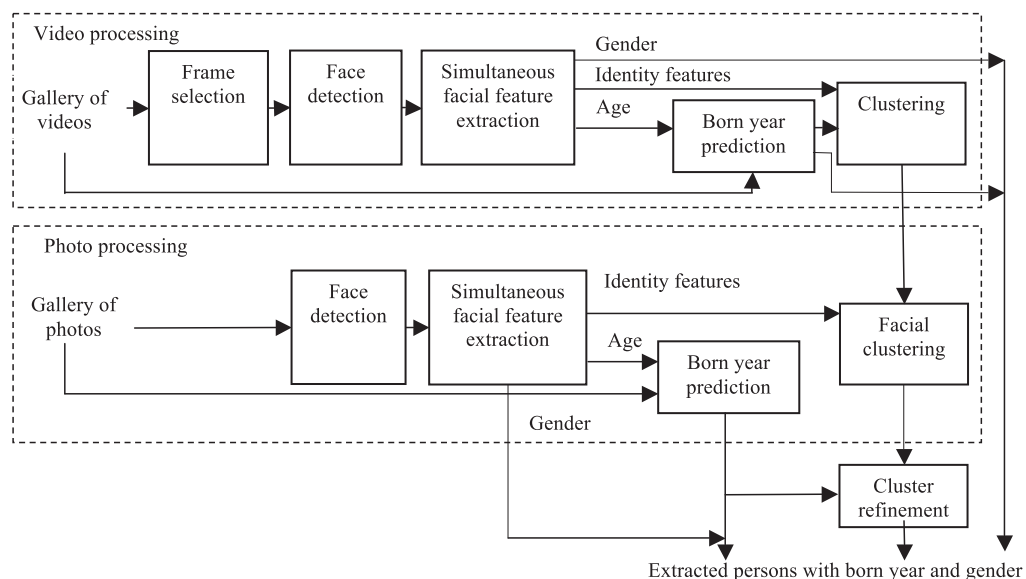 Video processing
Gallery of
videos
Frame
selection
Face
detection
Simultaneous
facial feature
extraction
Gender
Identity features
Age
Born year
prediction
Clustering
Photo processing
Gallery of
photos
Face
detection
Simultaneous
facial feature
extraction
Identity features
Age
Born year
prediction
Gender
Facial
clustering
Cluster
refinement
Extracted persons with born year and gender